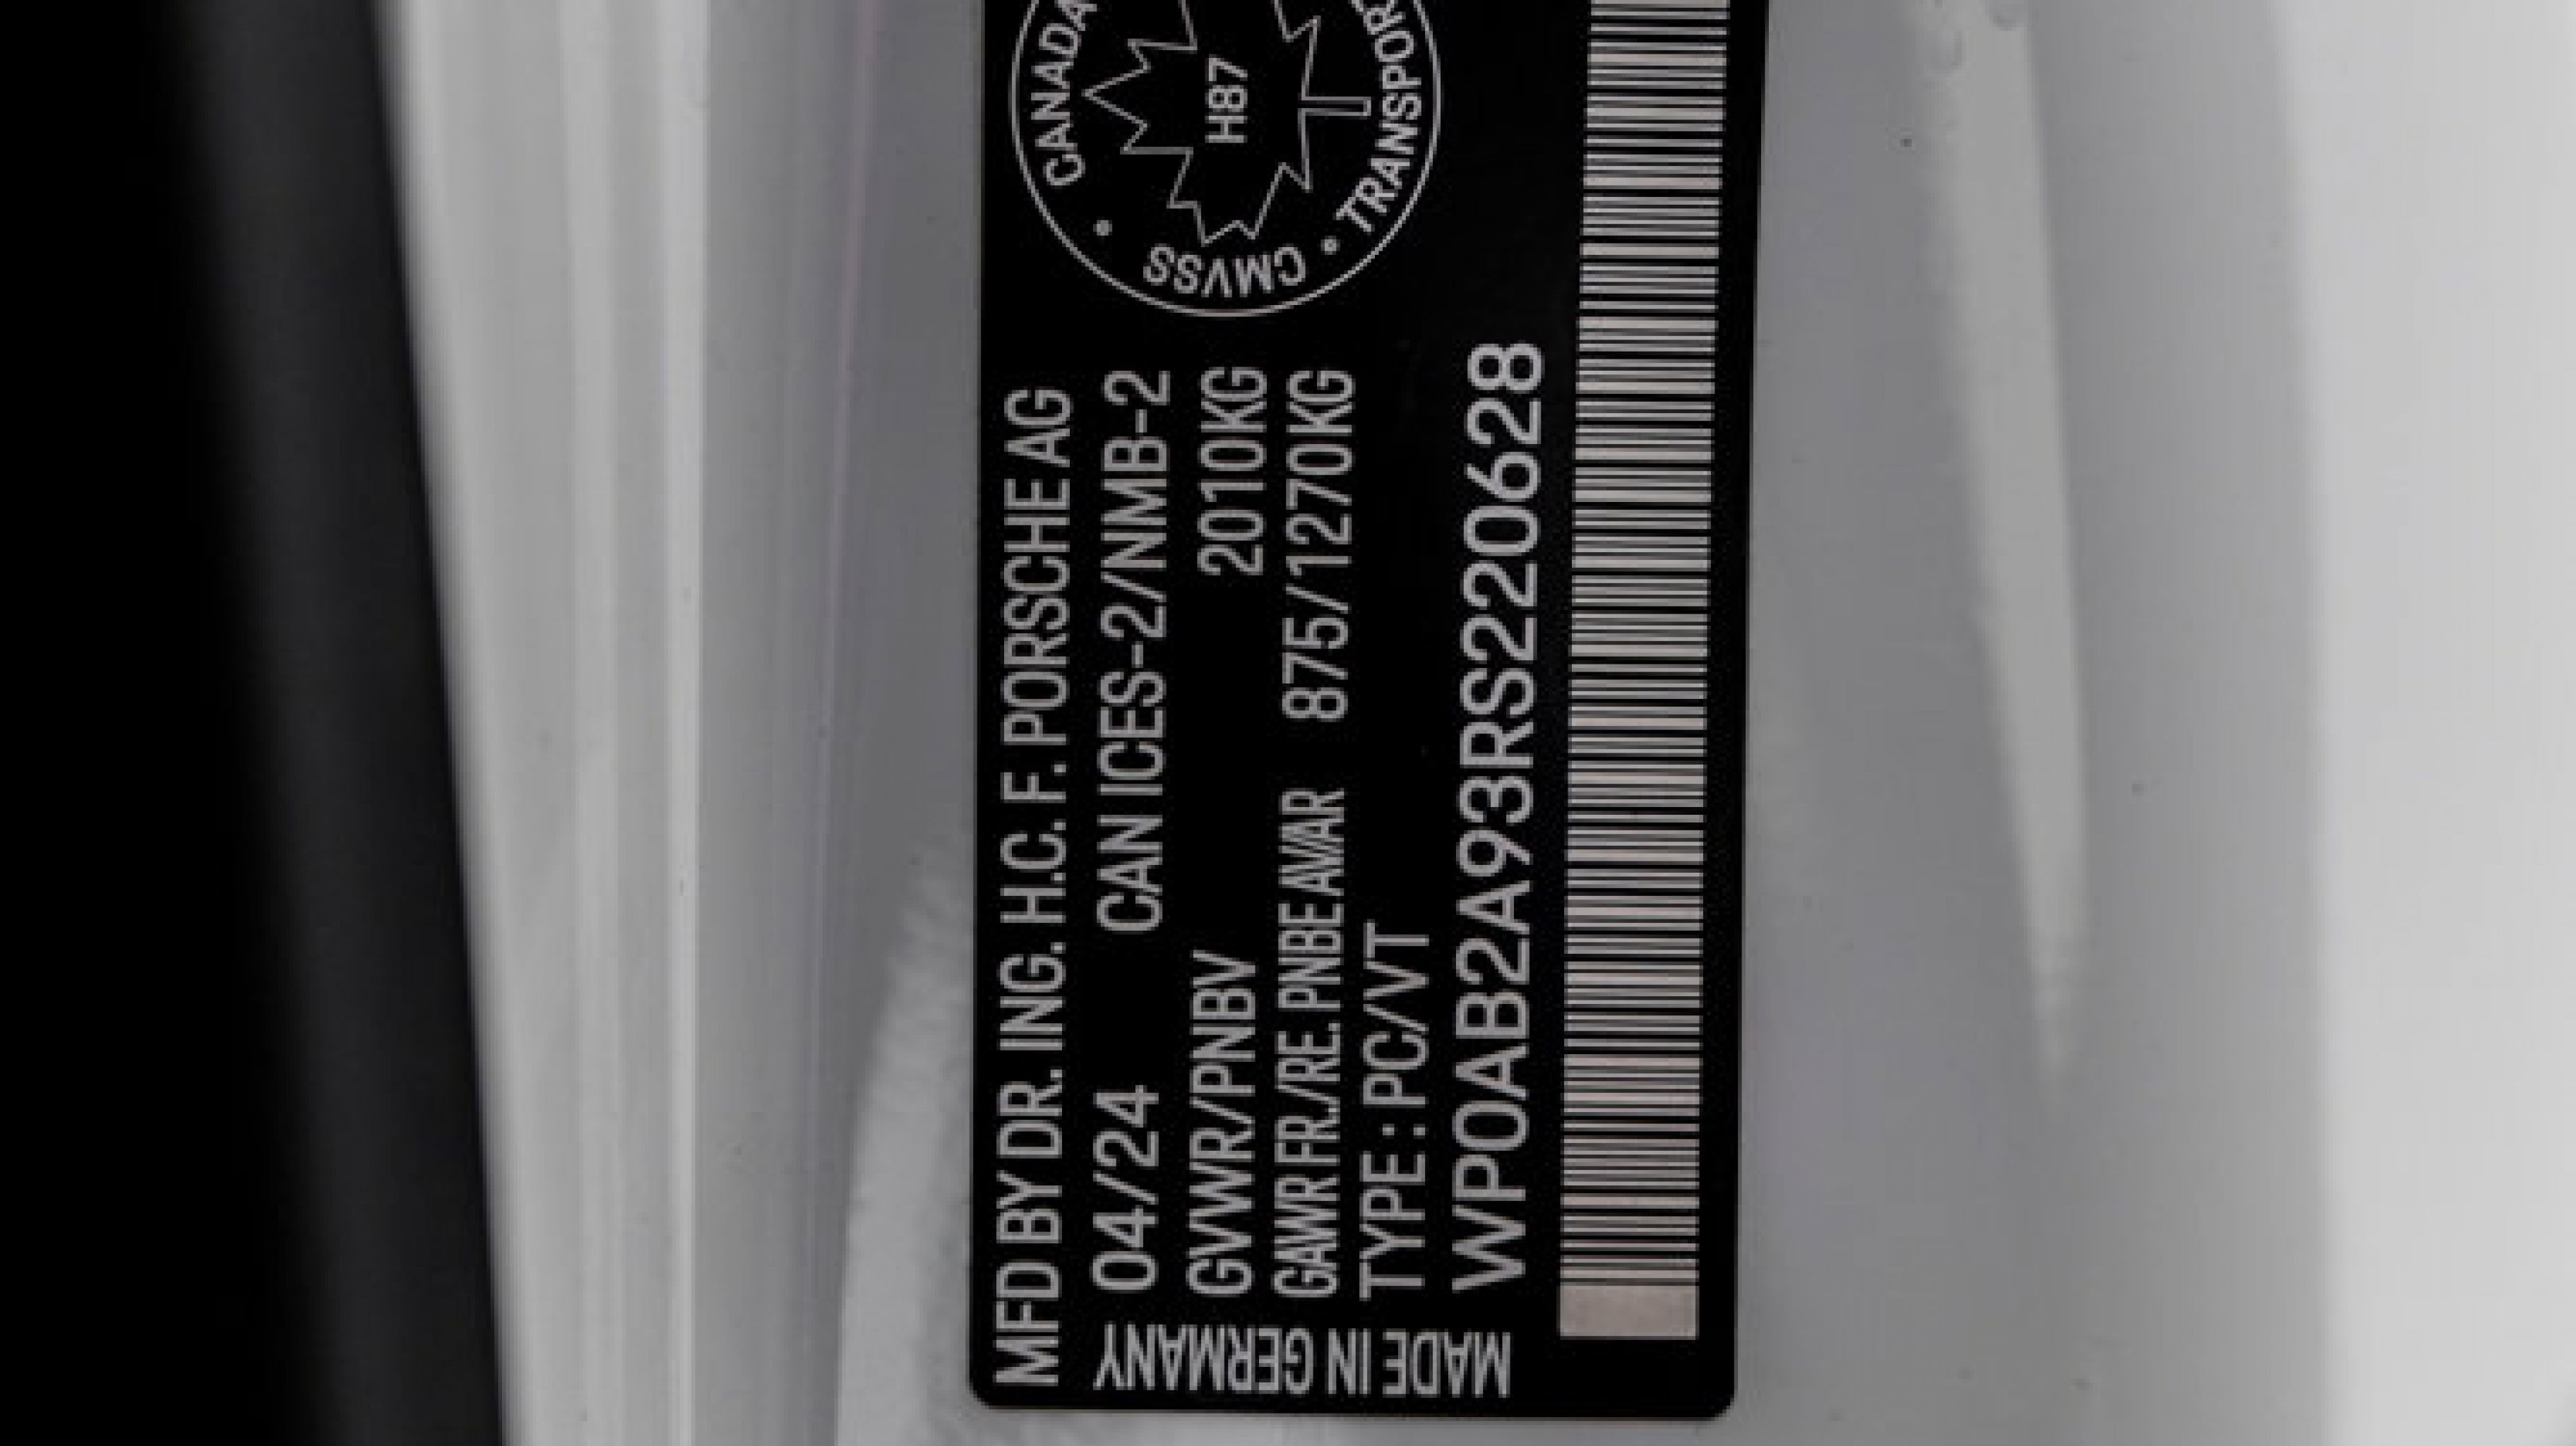 MFD BY DR. ING. H.C. F. PORSCHE AG
04/24 CAN ICES-2/NMB-2
GVWR/PNBV 2010KG
GAWR FR./RE. PNBE AV/AR 875/1270KG
TYPE : PC/VT
WP0AB2A93RS220628
MADE IN GERMANY
CANADA
H87
CMVSS • TRANSPORT